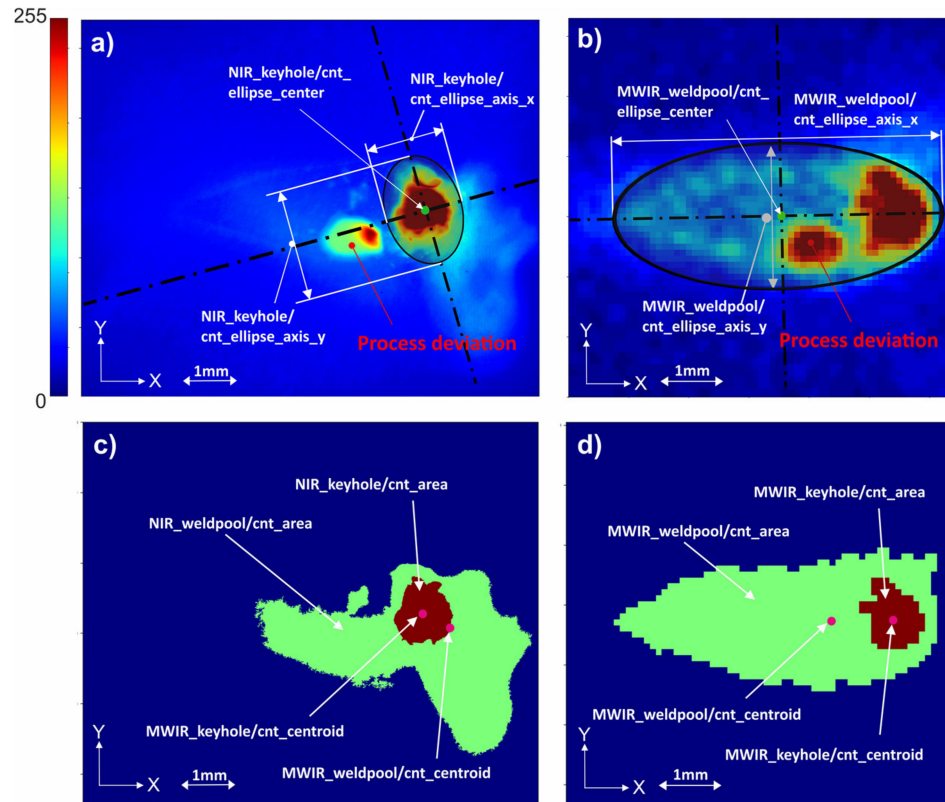 255
0
a)
NIR_keyhole/cnt_
ellipse_center
NIR_keyhole/
cnt_ellipse_axis_x
NIR_keyhole/
cnt_ellipse_axis_y
Process deviation
Y
X
1mm
b)
MWIR_weldpool/cnt_
ellipse_center
MWIR_weldpool/
cnt_ellipse_axis_x
MWIR_weldpool/
cnt_ellipse_axis_y
Process deviation
Y
X
1mm
c)
NIR_keyhole/cnt_area
NIR_weldpool/cnt_area
MWIR_keyhole/cnt_centroid
MWIR_weldpool/cnt_centroid
Y
X
1mm
d)
MWIR_keyhole/cnt_area
MWIR_weldpool/cnt_area
MWIR_weldpool/cnt_centroid
MWIR_keyhole/cnt_centroid
Y
X
1mm